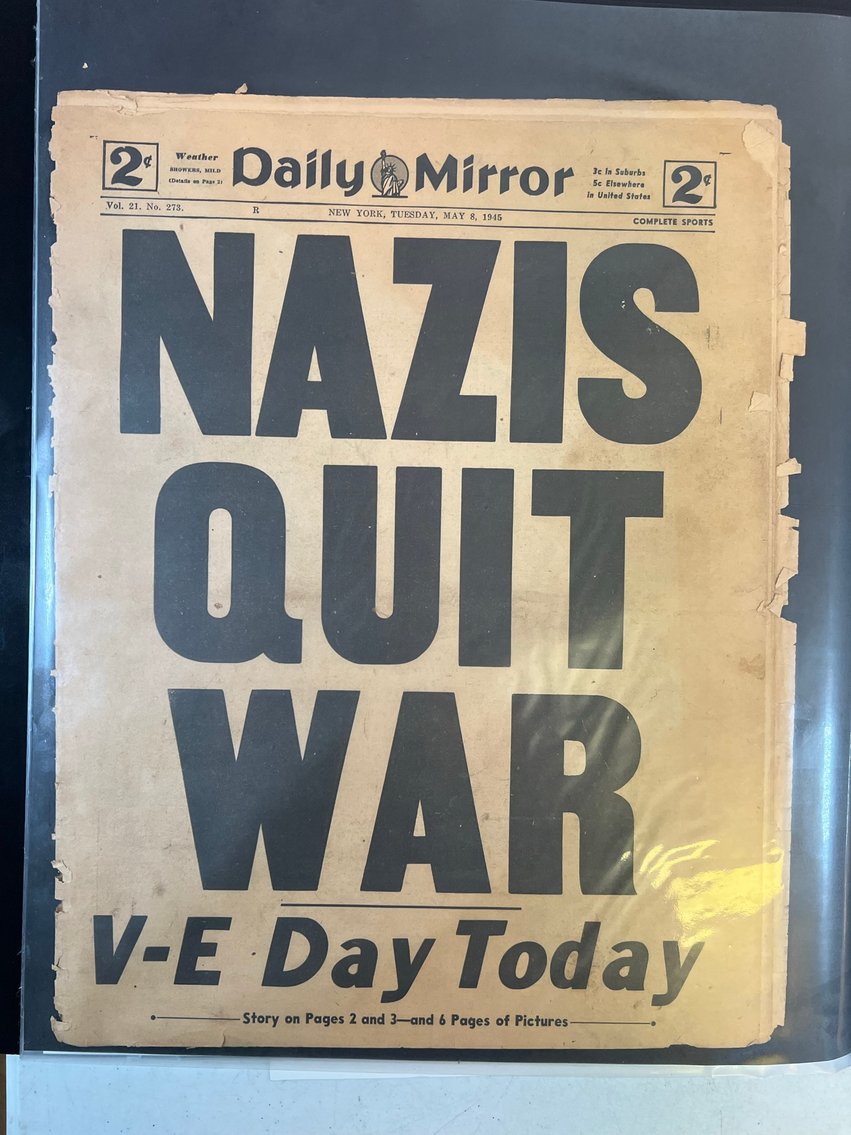 2¢
Weather
SHOWERS, MILD
(Details on Page 2)
Daily Mirror
3c In Suburbs
5c Elsewhere
in United States
2¢
Vol. 21. No. 273.
R
NEW YORK, TUESDAY, MAY 8, 1945
COMPLETE SPORTS
NAZIS
QUIT
WAR
V-E Day Today
Story on Pages 2 and 3—and 6 Pages of Pictures